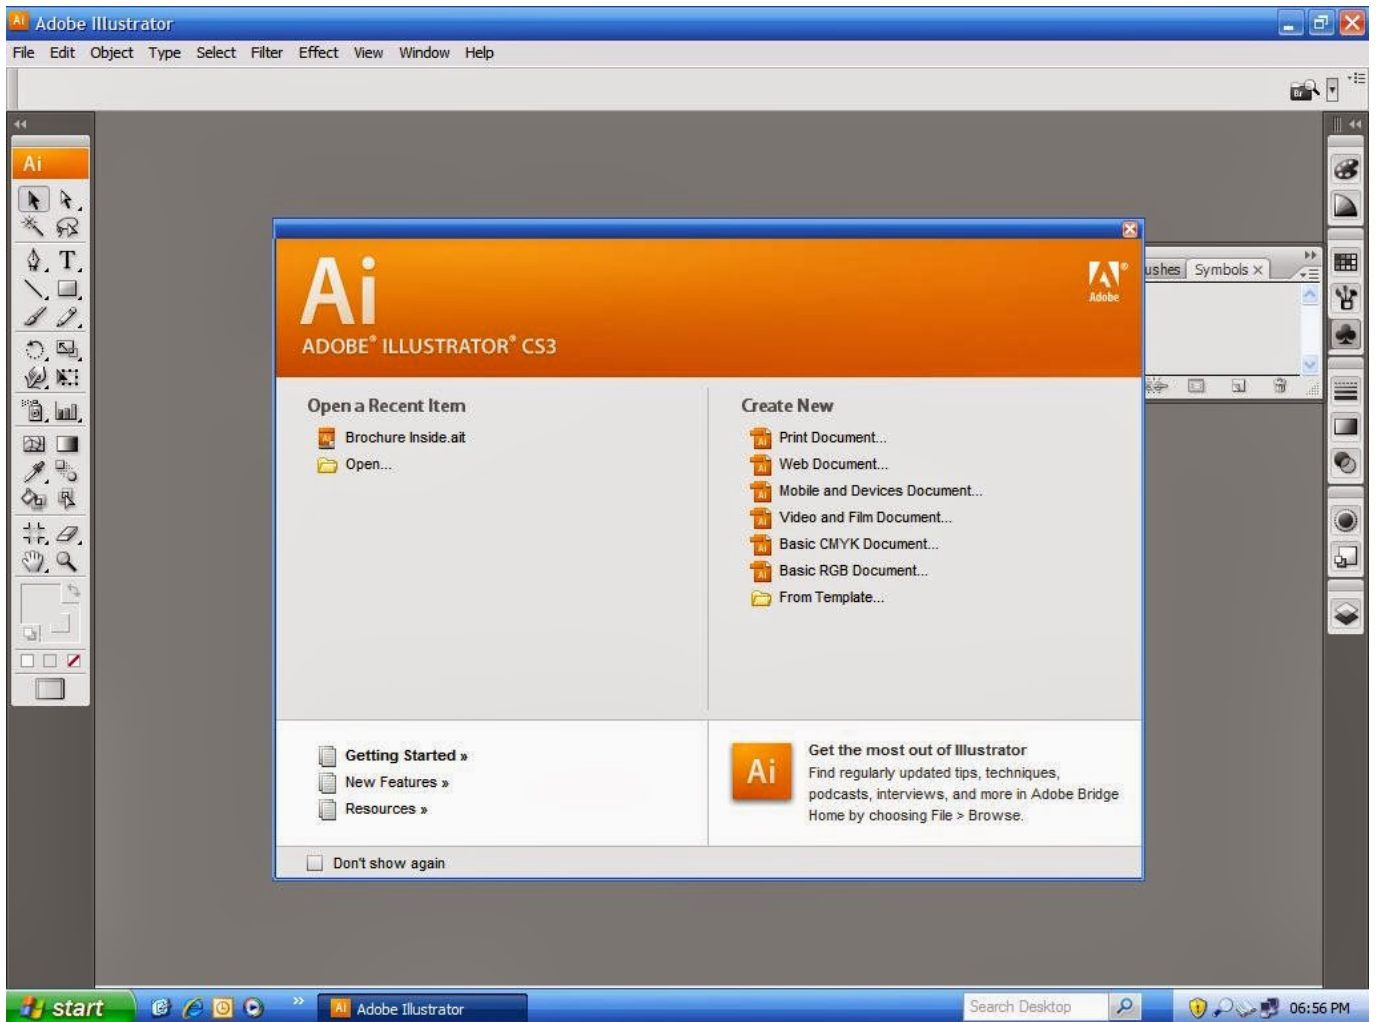 Ai Adobe Illustrator
File Edit Object Type Select Filter Effect View Window Help
Br
Ai
T
Ai
Adobe®
ADOBE® ILLUSTRATOR® CS3
Symbols ×
Open a Recent Item
Brochure Inside.ait
Open...
Create New
Print Document...
Web Document...
Mobile and Devices Document...
Video and Film Document...
Basic CMYK Document...
Basic RGB Document...
From Template...
Getting Started »
New Features »
Resources »
Ai
Get the most out of Illustrator
Find regularly updated tips, techniques,
podcasts, interviews, and more in Adobe Bridge
Home by choosing File > Browse.
Don't show again
start
Ai Adobe Illustrator
Search Desktop
06:56 PM